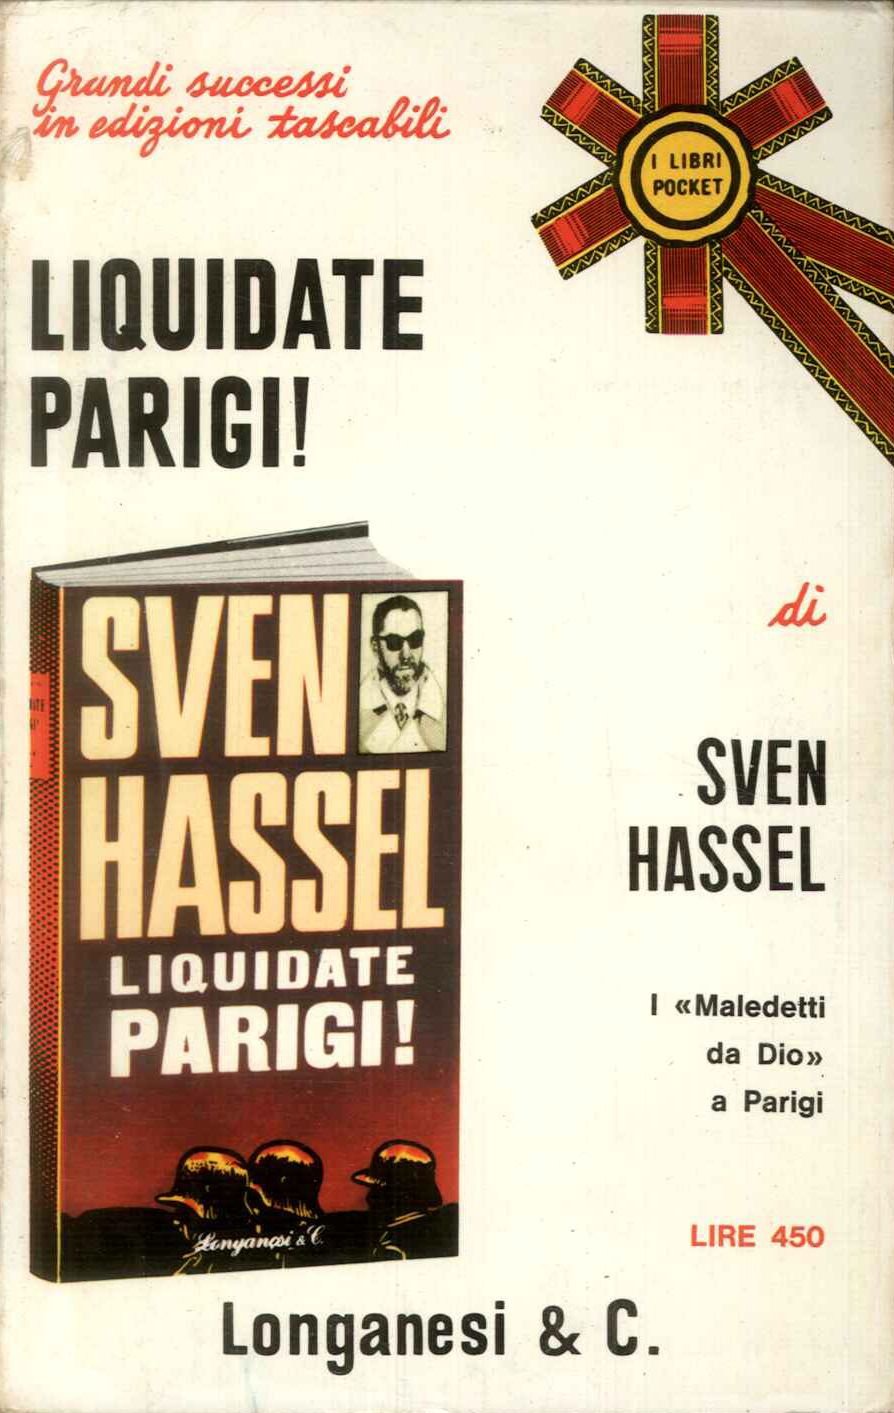 Grandi successi
in edizioni tascabili
I LIBRI
POCKET
LIQUIDATE
PARIGI!
di
SVEN
HASSEL
SVEN
HASSEL
LIQUIDATE
PARIGI!
Longanesi & C.
I «Maledetti
da Dio»
a Parigi
LIRE 450
Longanesi & C.